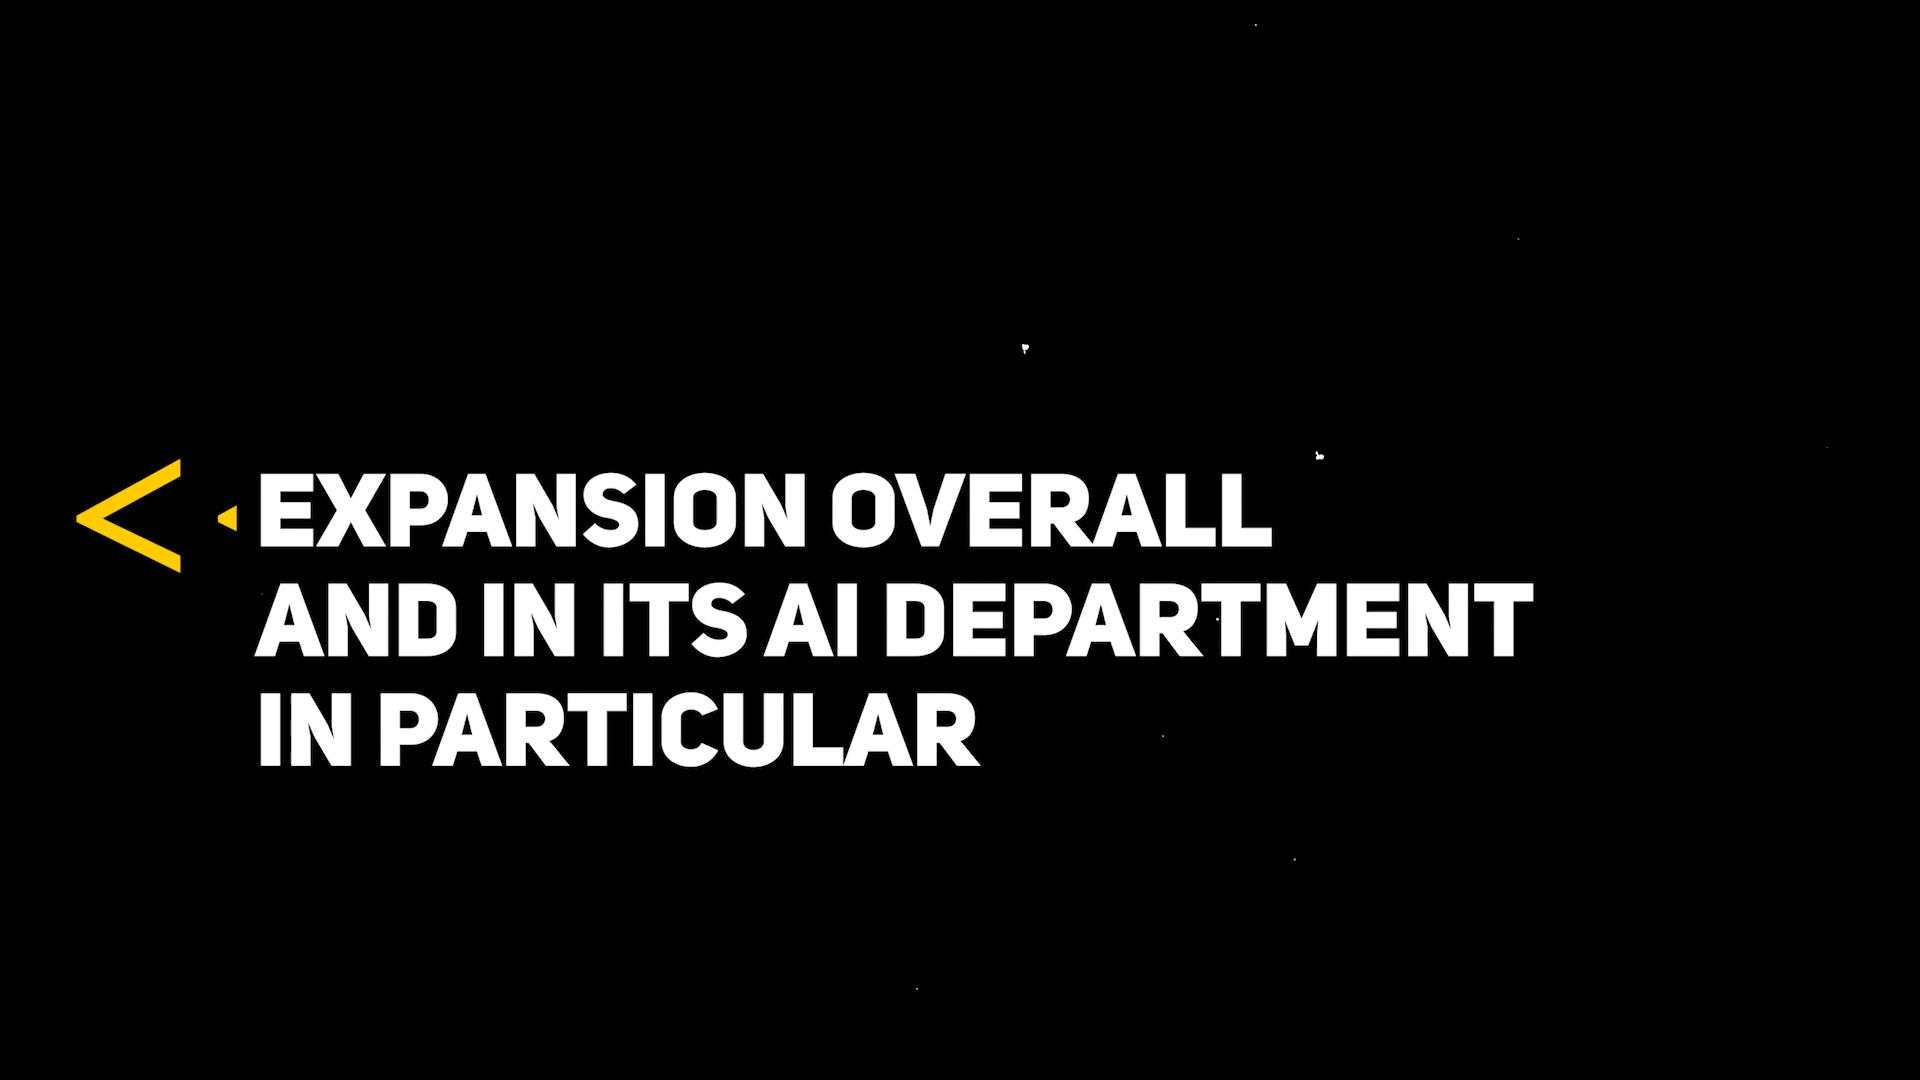 EXPANSION OVERALL
AND IN ITS AI DEPARTMENT
IN PARTICULAR